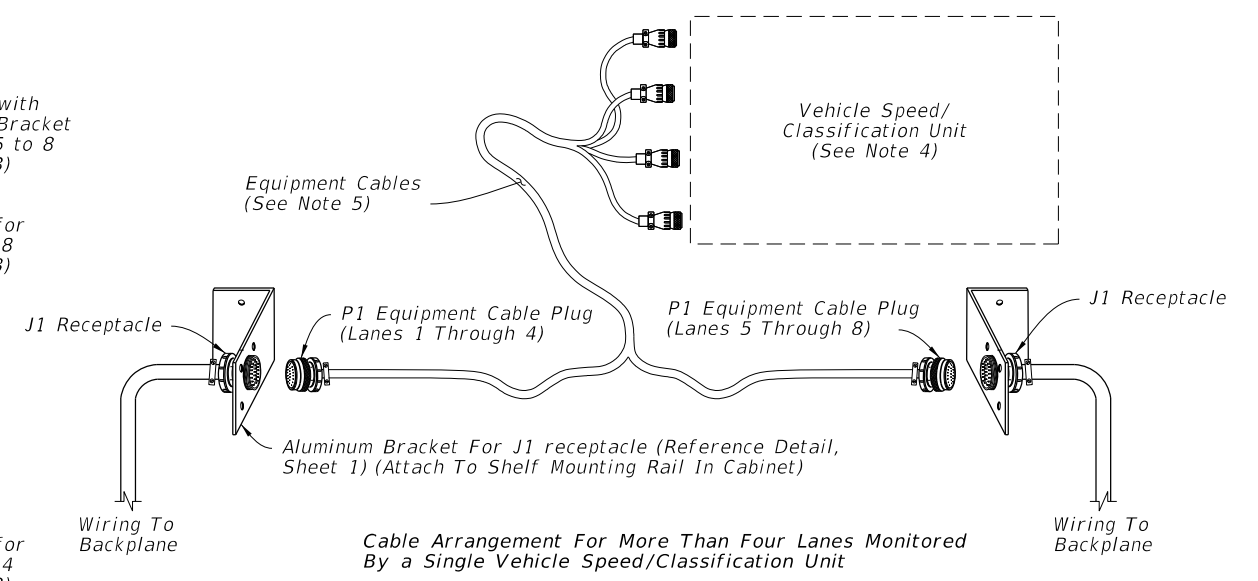 with
Bracket
5 to 8
3)
for
8
3)
Vehicle Speed/
Classification Unit
(See Note 4)
Equipment Cables
(See Note 5)
J1 Receptacle
P1 Equipment Cable Plug
(Lanes 1 Through 4)
P1 Equipment Cable Plug
(Lanes 5 Through 8)
J1 Receptacle
Aluminum Bracket For J1 receptacle (Reference Detail,
Sheet 1) (Attach To Shelf Mounting Rail In Cabinet)
Wiring To
Backplane
Wiring To
Backplane
for
4
Cable Arrangement For More Than Four Lanes Monitored
By a Single Vehicle Speed/Classification Unit